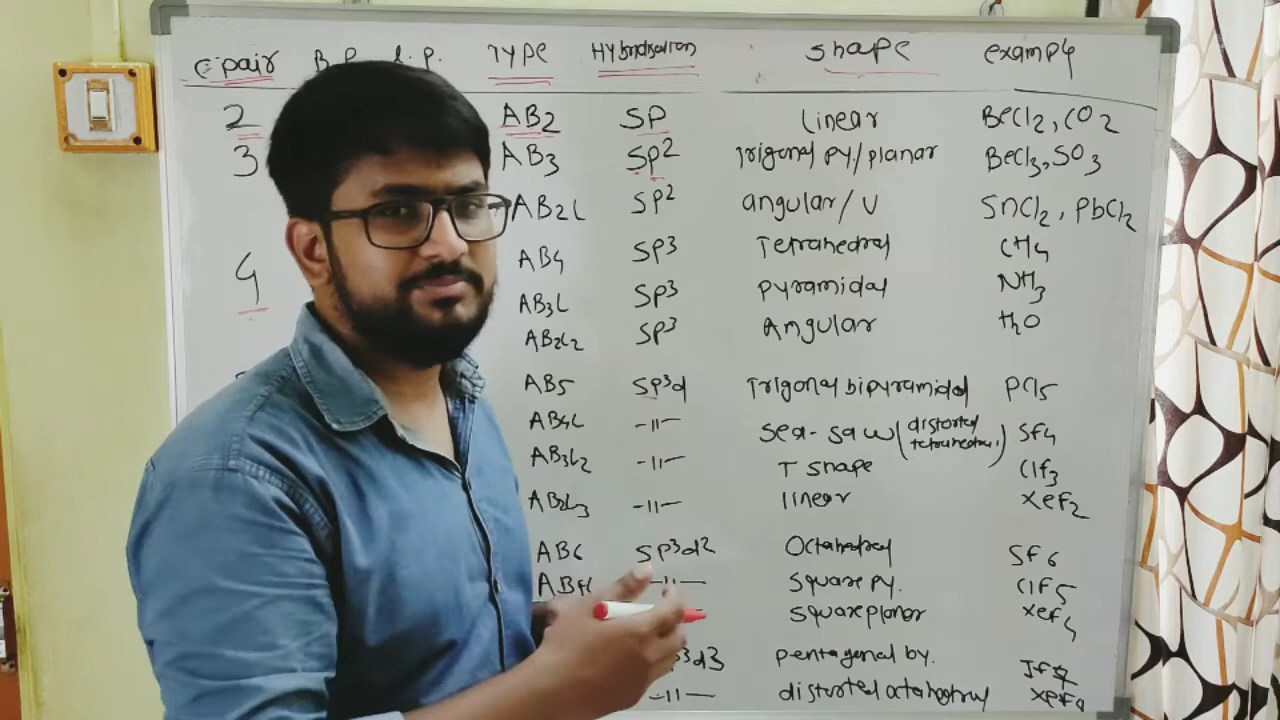 e pair B.P L.P. TYPE Hybridisation shape example
2 AB2 SP linear BeCl2, CO2
3 AB3 SP2 Trigonal py./planar BeCl3, SO3
AB2L SP2 angular/V SnCl2, PbCl2
4 AB4 SP3 Tetrahedral CH4
AB3L SP3 pyramidal NH3
AB2L2 SP3 Angular H2O
AB5 SP3d Trigonal bipyramidal PCl5
AB4L -11- sea-saw (distorted tetrahedral) Sf4
AB3L2 -11- T shape Clf3
AB2L3 -11- linear XeF2
AB6 SP3d2 Octahedral Sf6
-11- Square py. ClF5
square planar Xef4
3d3 pentagonal by.
-11- distorted octahedral